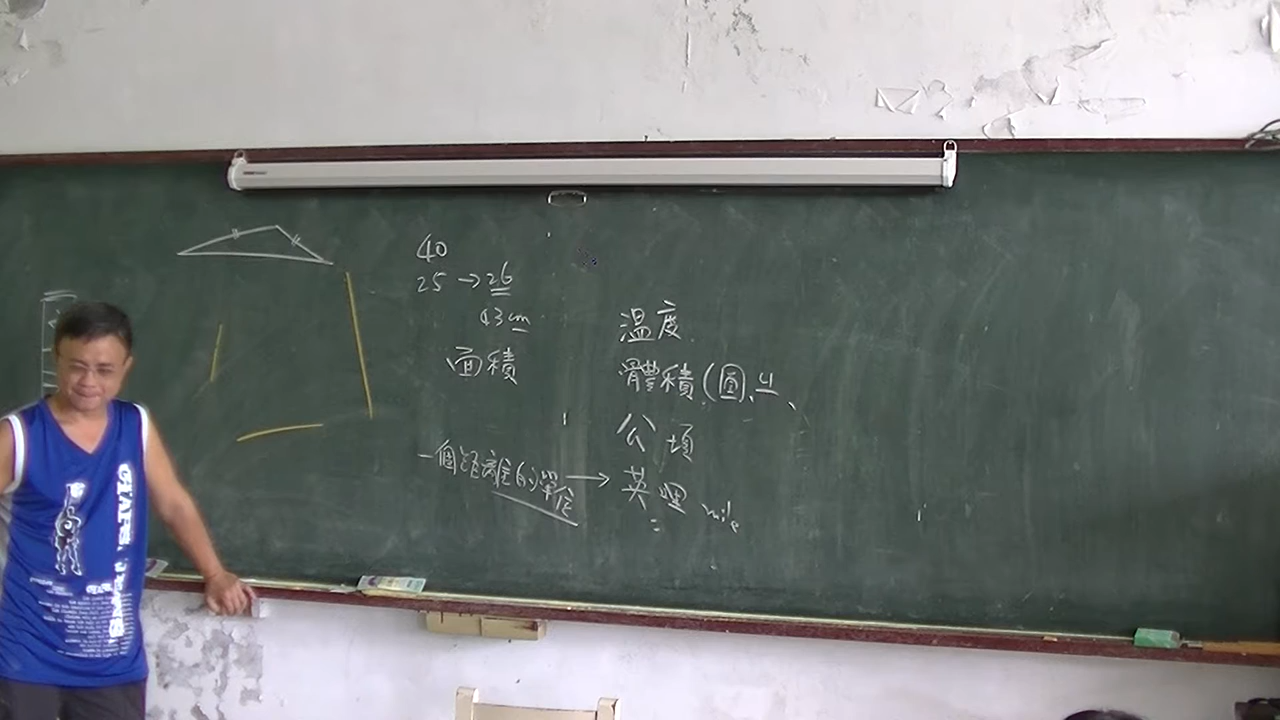 40
25 → 26
43 cm
面積
一個距離的單位 → 英哩 mile
溫度
體積(圓、
公頃